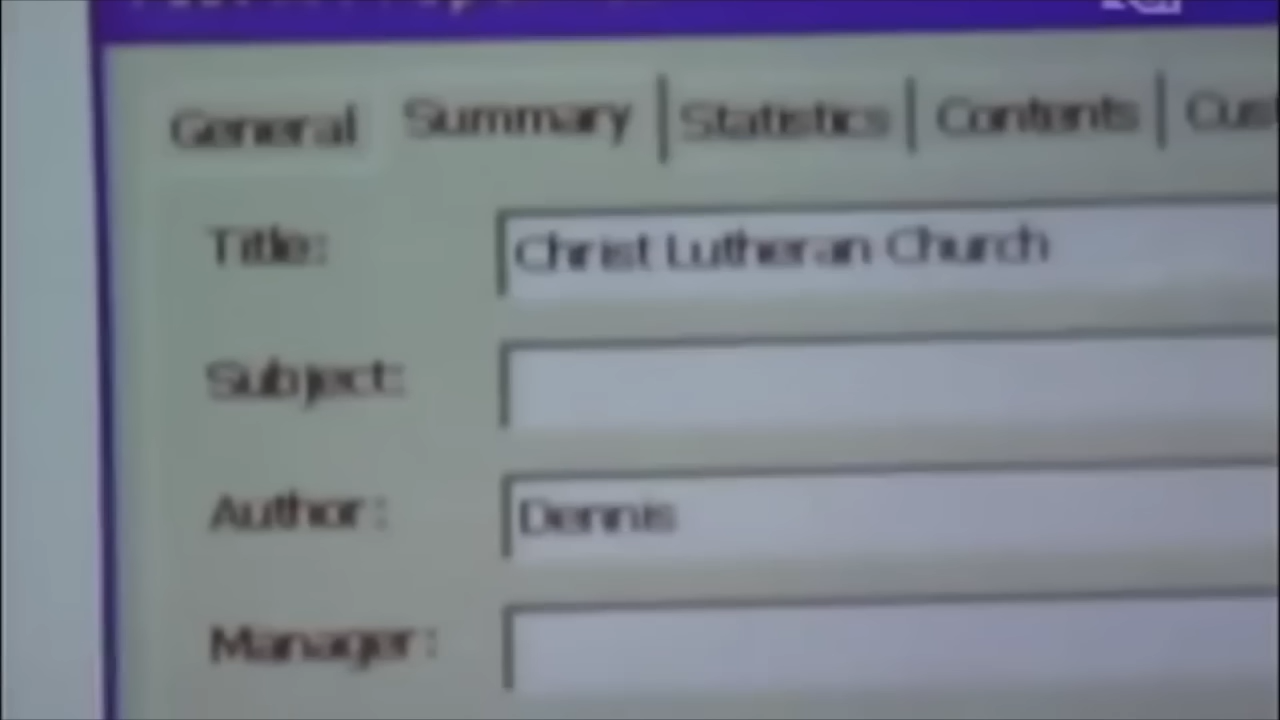 General Summary Statistics Contents
Title: Christ Lutheran Church
Subject:
Author: Dennis
Manager: